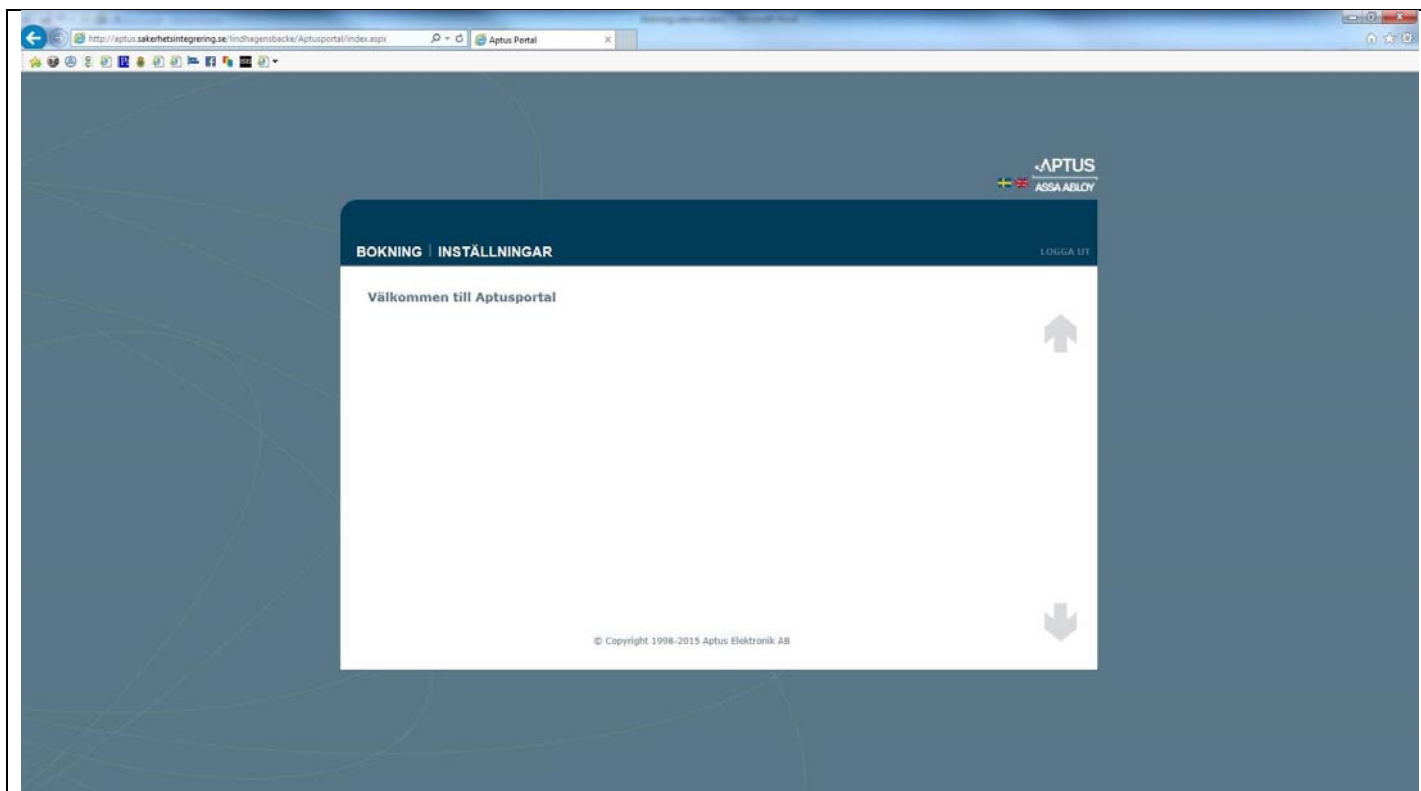 http://aptus.sakerhetsintegrering.se/lindhagensbacke/Aptusportal/index.aspx
Aptus Portal
APTUS
ASSA ABLOY
BOKNING | INSTÄLLNINGAR
LOGGA UT
Välkommen till Aptusportal
© Copyright 1998-2015 Aptus Elektronik AB